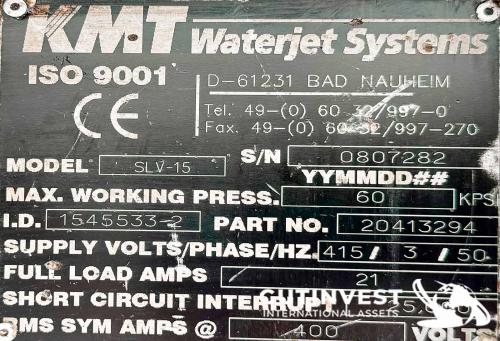 KMT Waterjet Systems
ISO 9001
D-61231 BAD NAUHEIM
CE
Tel. 49-(0) 60 32/997-0
Fax. 49-(0) 60 32/997-270
S/N 0807282
MODEL SLV-15
YYMMDD##
MAX. WORKING PRESS. 60 KPS
I.D. 1545533-2 PART NO. 20413294
SUPPLY VOLTS/PHASE/HZ. 415/ 3 / 50
FULL LOAD AMPS 21
SHORT CIRCUIT INTERRUPT
CUTINVEST
INTERNATIONAL ASSETS
RMS SYM AMPS @ 400 VOLTS